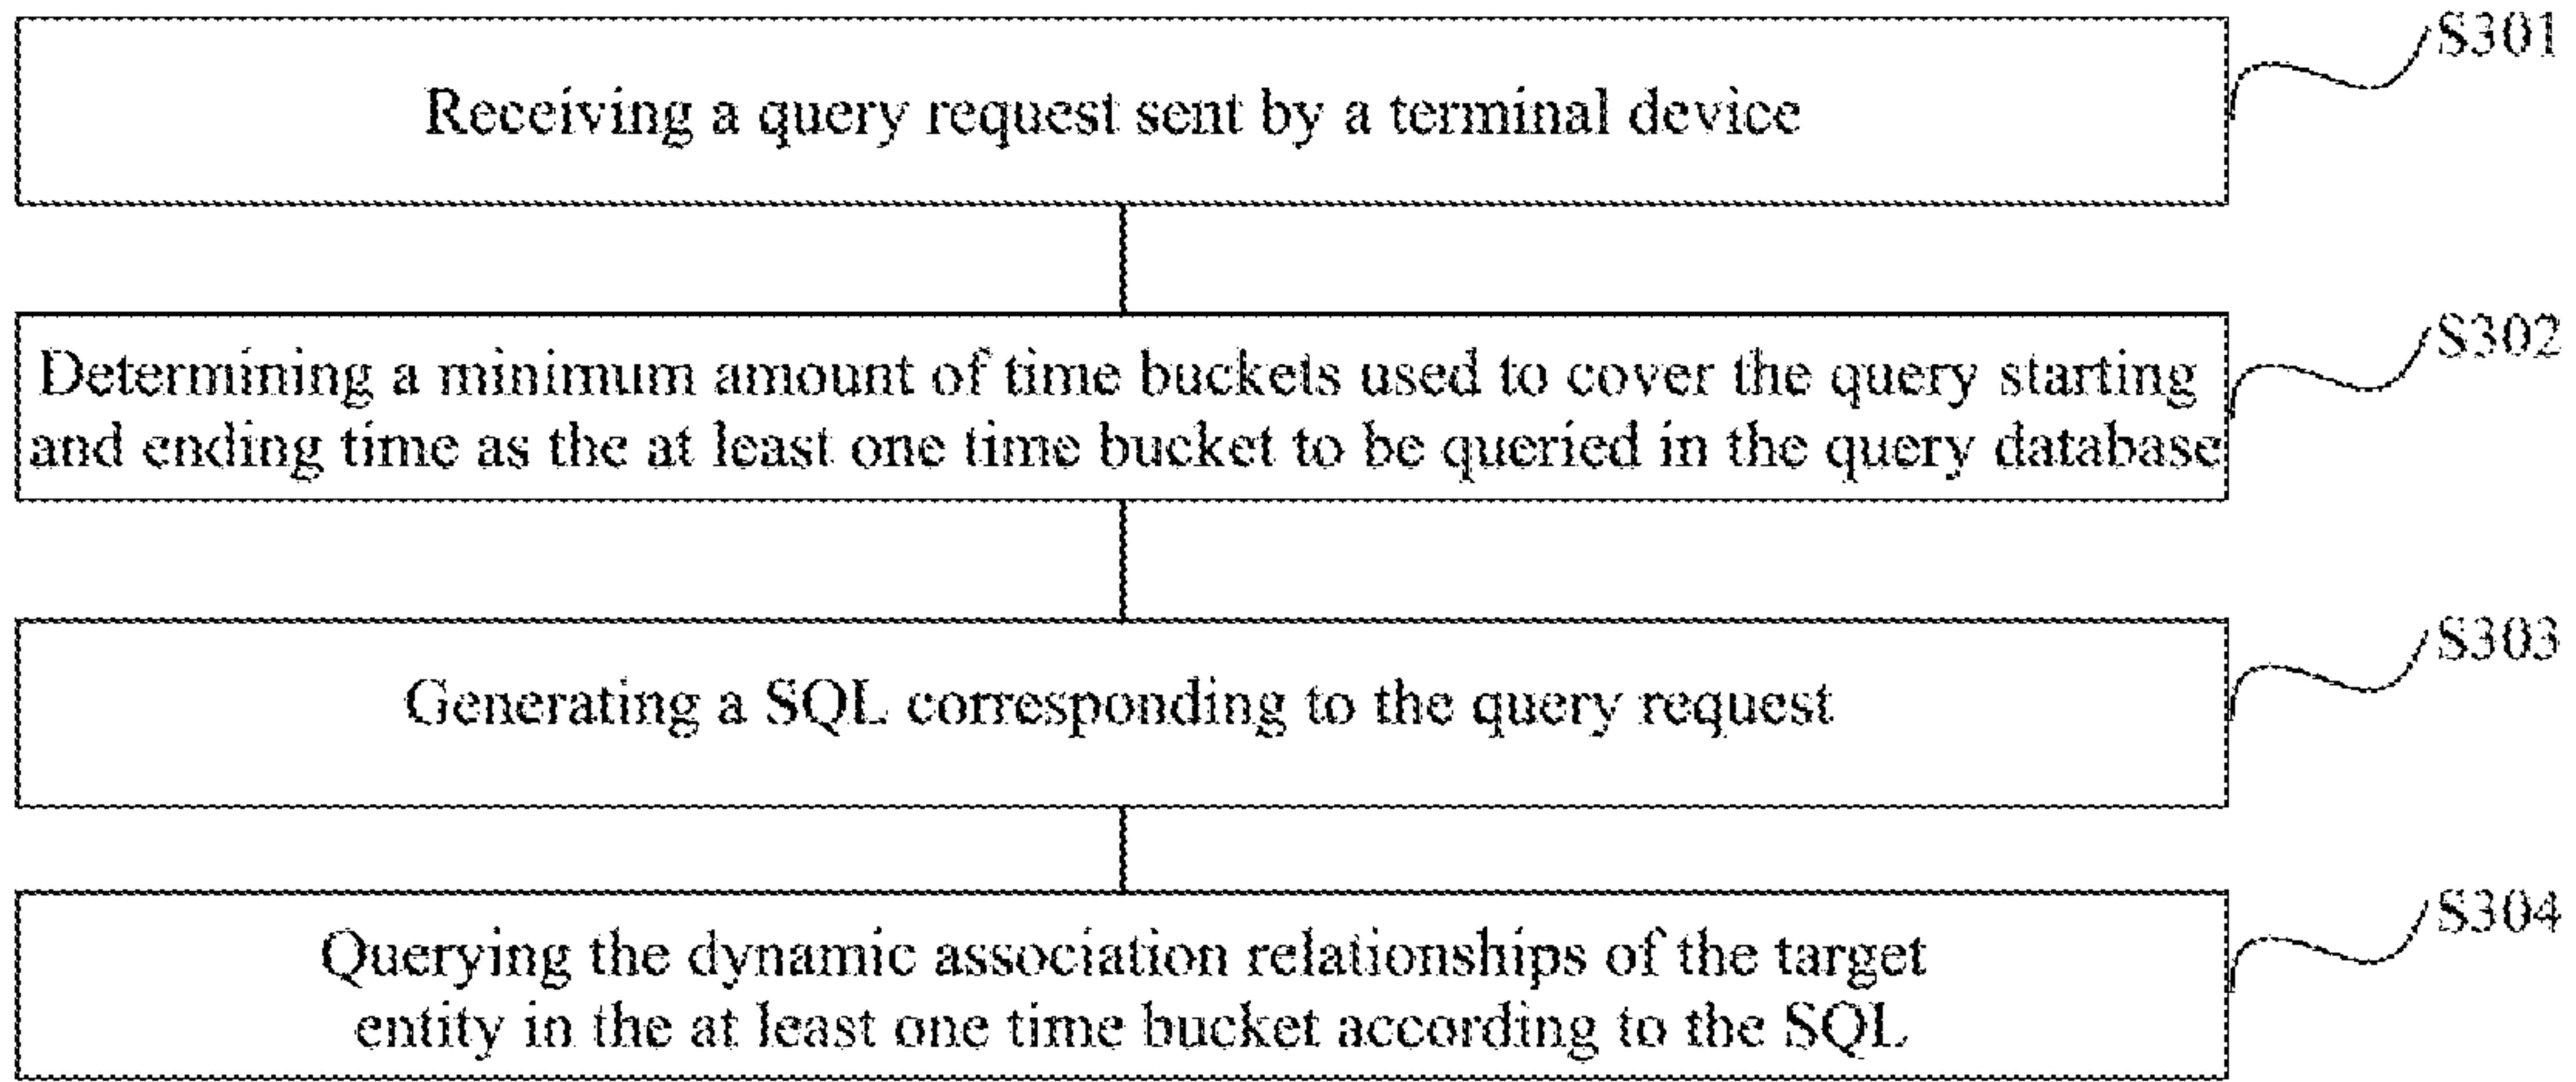 S301
Receiving a query request sent by a terminal device
S302
Determining a minimum amount of time buckets used to cover the query starting
and ending time as the at least one time bucket to be queried in the query database
S303
Generating a SQL corresponding to the query request
S304
Querying the dynamic association relationships of the target
entity in the at least one time bucket according to the SQL